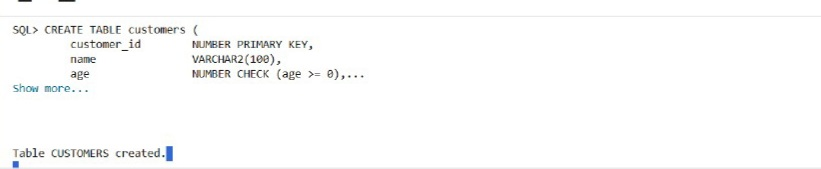 SQL> CREATE TABLE customers (
customer_id NUMBER PRIMARY KEY,
name VARCHAR2(100),
age NUMBER CHECK (age >= 0),...
Show more...
Table CUSTOMERS created.